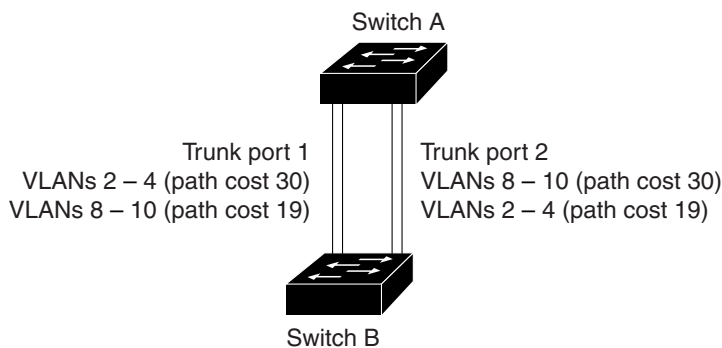 Switch A
Trunk port 1
VLANs 2 – 4 (path cost 30)
VLANs 8 – 10 (path cost 19)
Trunk port 2
VLANs 8 – 10 (path cost 30)
VLANs 2 – 4 (path cost 19)
Switch B